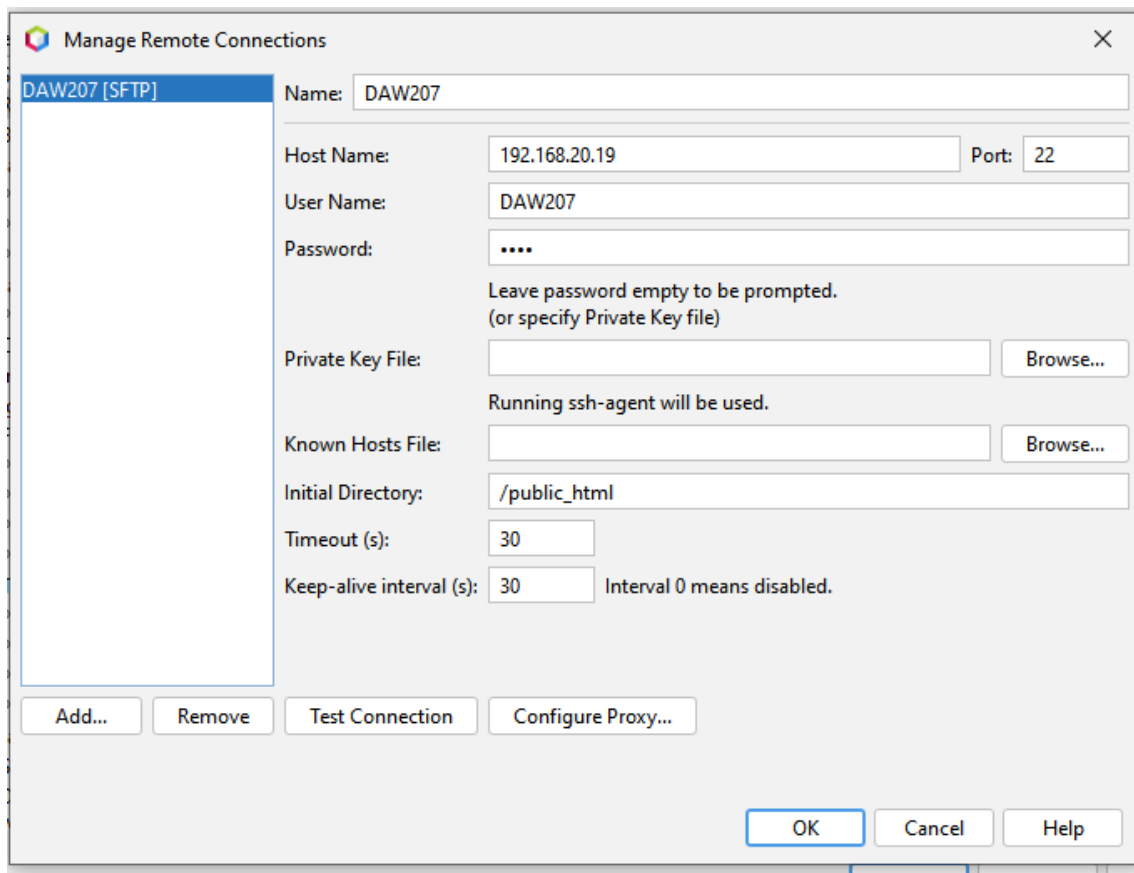 Manage Remote Connections
DAW207 [SFTP]
Name: DAW207
Host Name: 192.168.20.19 Port: 22
User Name: DAW207
Password: ••••
Leave password empty to be prompted.
(or specify Private Key file)
Private Key File: Browse...
Running ssh-agent will be used.
Known Hosts File: Browse...
Initial Directory: /public_html
Timeout (s): 30
Keep-alive interval (s): 30 Interval 0 means disabled.
Add... Remove Test Connection Configure Proxy...
OK Cancel Help